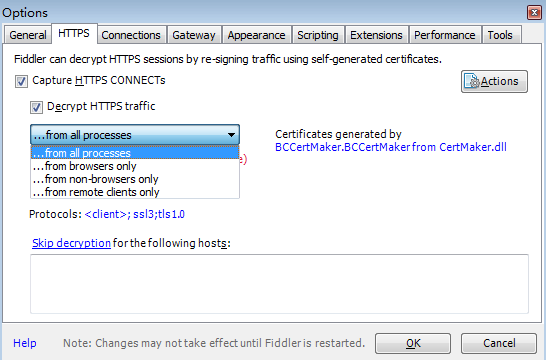 Options
General HTTPS Connections Gateway Appearance Scripting Extensions Performance Tools
Fiddler can decrypt HTTPS sessions by re-signing traffic using self-generated certificates.
Capture HTTPS CONNECTs
Actions
Decrypt HTTPS traffic
...from all processes
Certificates generated by
BCCertMaker.BCCertMaker from CertMaker.dll
...from all processes
...from browsers only
...from non-browsers only
...from remote clients only
Protocols: <client>; ssl3;tls1.0
Skip decryption for the following hosts:
Help Note: Changes may not take effect until Fiddler is restarted. OK Cancel